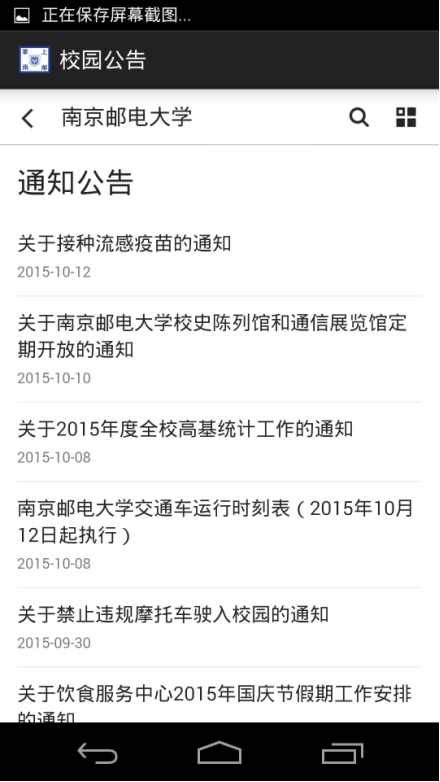 正在保存屏幕截图...
掌上南邮
校园公告
南京邮电大学
通知公告
关于接种流感疫苗的通知
2015-10-12
关于南京邮电大学校史陈列馆和通信展览馆定
期开放的通知
2015-10-10
关于2015年度全校高基统计工作的通知
2015-10-08
南京邮电大学交通车运行时刻表（2015年10月
12日起执行）
2015-10-08
关于禁止违规摩托车驶入校园的通知
2015-09-30
关于饮食服务中心2015年国庆节假期工作安排
的通知